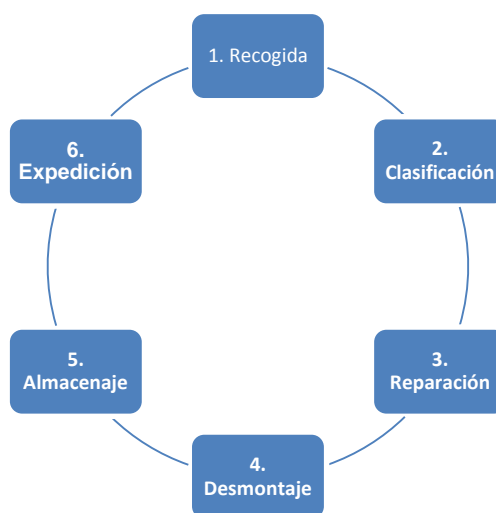 1. Recogida
2.
Clasificación
3.
Reparación
4.
Desmontaje
5.
Almacenaje
6.
Expedición